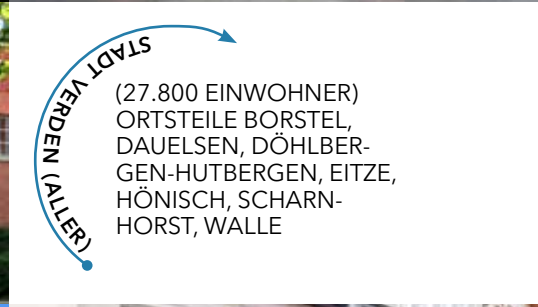 STADT VERDEN (ALLER)
(27.800 EINWOHNER)
ORTSTEILE BORSTEL,
DAUELSEN, DÖHLBER-
GEN-HUTBERGEN, EITZE,
HÖNISCH, SCHARN-
HORST, WALLE